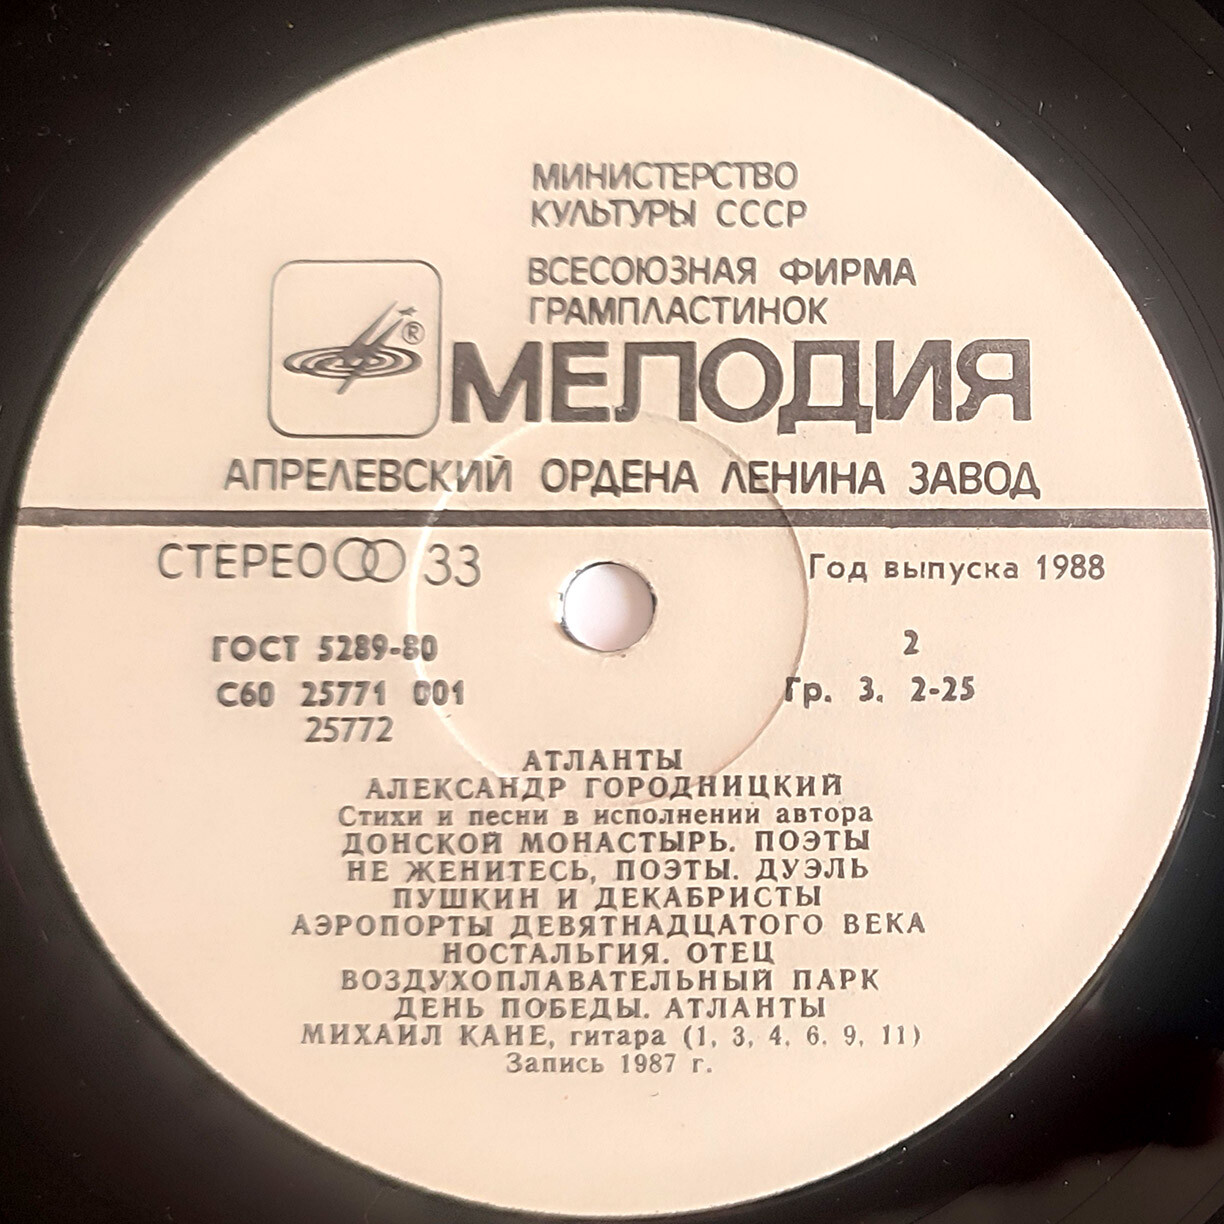 МИНИСТЕРСТВО
КУЛЬТУРЫ СССР
ВСЕСОЮЗНАЯ ФИРМА
ГРАМПЛАСТИНОК
®
МЕЛОДИЯ
АПРЕЛЕВСКИЙ ОРДЕНА ЛЕНИНА ЗАВОД
СТЕРЕО 33
Год выпуска 1988
ГОСТ 5289-80
2
С60 25771 001
Гр. 3. 2-25
25772
АТЛАНТЫ
АЛЕКСАНДР ГОРОДНИЦКИЙ
Стихи и песни в исполнении автора
ДОНСКОЙ МОНАСТЫРЬ. ПОЭТЫ
НЕ ЖЕНИТЕСЬ, ПОЭТЫ. ДУЭЛЬ
ПУШКИН И ДЕКАБРИСТЫ
АЭРОПОРТЫ ДЕВЯТНАДЦАТОГО ВЕКА
НОСТАЛЬГИЯ. ОТЕЦ
ВОЗДУХОПЛАВАТЕЛЬНЫЙ ПАРК
ДЕНЬ ПОБЕДЫ. АТЛАНТЫ
МИХАИЛ КАНЕ, гитара (1, 3, 4, 6. 9, 11)
Запись 1987 г.